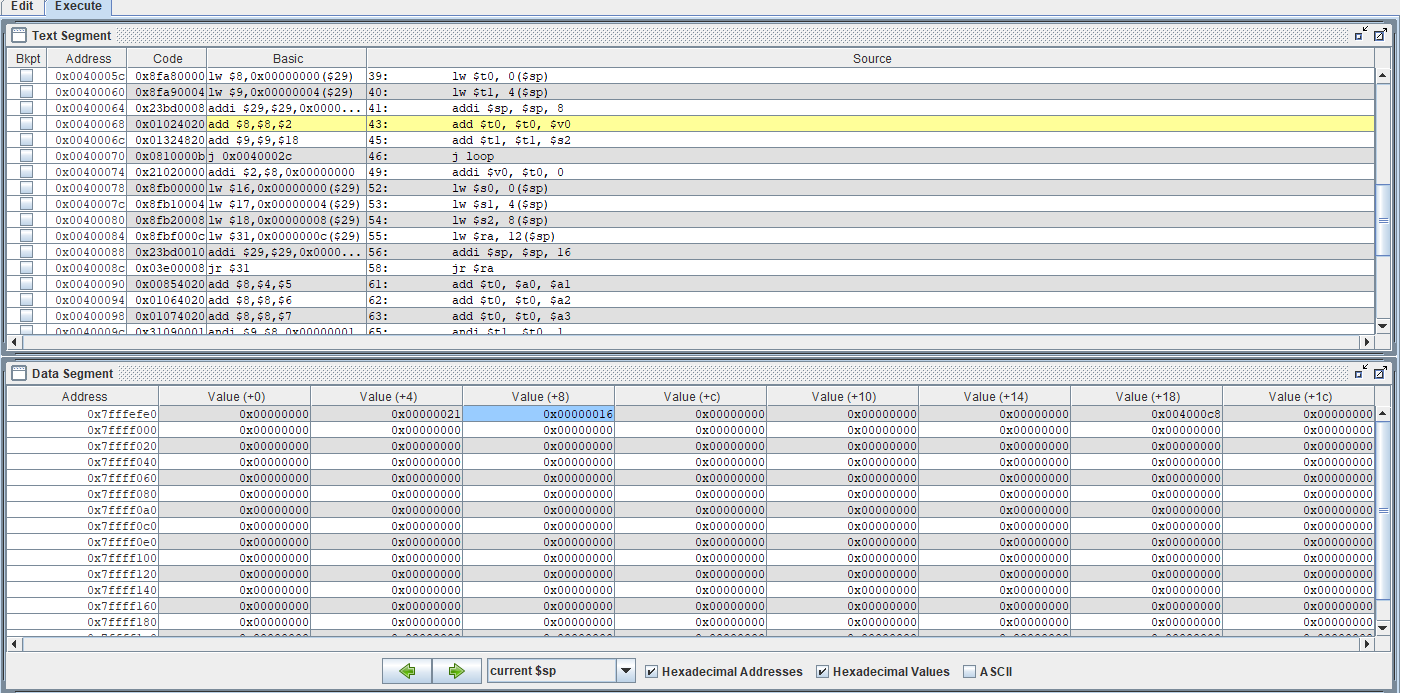 Edit Execute
Text Segment
Bkpt Address Code Basic Source
0x0040005c 0x8fa80000 lw $8,0x00000000($29) 39: lw $t0, 0($sp)
0x00400060 0x8fa90004 lw $9,0x00000004($29) 40: lw $t1, 4($sp)
0x00400064 0x23bd0008 addi $29,$29,0x0000... 41: addi $sp, $sp, 8
0x00400068 0x01024020 add $8,$8,$2 43: add $t0, $t0, $v0
0x0040006c 0x01324820 add $9,$9,$18 45: add $t1, $t1, $s2
0x00400070 0x0810000b j 0x0040002c 46: j loop
0x00400074 0x21020000 addi $2,$8,0x00000000 49: addi $v0, $t0, 0
0x00400078 0x8fb00000 lw $16,0x00000000($29) 52: lw $s0, 0($sp)
0x0040007c 0x8fb10004 lw $17,0x00000004($29) 53: lw $s1, 4($sp)
0x00400080 0x8fb20008 lw $18,0x00000008($29) 54: lw $s2, 8($sp)
0x00400084 0x8fbf000c lw $31,0x0000000c($29) 55: lw $ra, 12($sp)
0x00400088 0x23bd0010 addi $29,$29,0x0000... 56: addi $sp, $sp, 16
0x0040008c 0x03e00008 jr $31 58: jr $ra
0x00400090 0x00854020 add $8,$4,$5 61: add $t0, $a0, $a1
0x00400094 0x01064020 add $8,$8,$6 62: add $t0, $t0, $a2
0x00400098 0x01074020 add $8,$8,$7 63: add $t0, $t0, $a3
0x0040009c 0x31090001 andi $9,$8,0x00000001 65: andi $t1, $t0, 1
Data Segment
Address Value (+0) Value (+4) Value (+8) Value (+c) Value (+10) Value (+14) Value (+18) Value (+1c)
0x7fffefe0 0x00000000 0x00000021 0x00000016 0x00000000 0x00000000 0x00000000 0x004000c8 0x00000000
0x7ffff000 0x00000000 0x00000000 0x00000000 0x00000000 0x00000000 0x00000000 0x00000000 0x00000000
0x7ffff020 0x00000000 0x00000000 0x00000000 0x00000000 0x00000000 0x00000000 0x00000000 0x00000000
0x7ffff040 0x00000000 0x00000000 0x00000000 0x00000000 0x00000000 0x00000000 0x00000000 0x00000000
0x7ffff060 0x00000000 0x00000000 0x00000000 0x00000000 0x00000000 0x00000000 0x00000000 0x00000000
0x7ffff080 0x00000000 0x00000000 0x00000000 0x00000000 0x00000000 0x00000000 0x00000000 0x00000000
0x7ffff0a0 0x00000000 0x00000000 0x00000000 0x00000000 0x00000000 0x00000000 0x00000000 0x00000000
0x7ffff0c0 0x00000000 0x00000000 0x00000000 0x00000000 0x00000000 0x00000000 0x00000000 0x00000000
0x7ffff0e0 0x00000000 0x00000000 0x00000000 0x00000000 0x00000000 0x00000000 0x00000000 0x00000000
0x7ffff100 0x00000000 0x00000000 0x00000000 0x00000000 0x00000000 0x00000000 0x00000000 0x00000000
0x7ffff120 0x00000000 0x00000000 0x00000000 0x00000000 0x00000000 0x00000000 0x00000000 0x00000000
0x7ffff140 0x00000000 0x00000000 0x00000000 0x00000000 0x00000000 0x00000000 0x00000000 0x00000000
0x7ffff160 0x00000000 0x00000000 0x00000000 0x00000000 0x00000000 0x00000000 0x00000000 0x00000000
0x7ffff180 0x00000000 0x00000000 0x00000000 0x00000000 0x00000000 0x00000000 0x00000000 0x00000000
current $sp Hexadecimal Addresses Hexadecimal Values ASCII